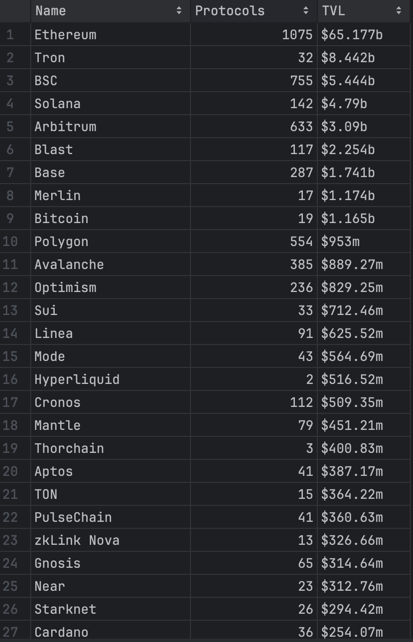 Name Protocols TVL
1 Ethereum 1075 $65.177b
2 Tron 32 $8.442b
3 BSC 755 $5.444b
4 Solana 142 $4.79b
5 Arbitrum 633 $3.09b
6 Blast 117 $2.254b
7 Base 287 $1.741b
8 Merlin 17 $1.174b
9 Bitcoin 19 $1.165b
10 Polygon 554 $953m
11 Avalanche 385 $889.27m
12 Optimism 236 $829.25m
13 Sui 33 $712.46m
14 Linea 91 $625.52m
15 Mode 43 $564.69m
16 Hyperliquid 2 $516.52m
17 Cronos 112 $509.35m
18 Mantle 79 $451.21m
19 Thorchain 3 $400.83m
20 Aptos 41 $387.17m
21 TON 15 $364.22m
22 PulseChain 41 $360.63m
23 zkLink Nova 13 $326.66m
24 Gnosis 65 $314.64m
25 Near 23 $312.76m
26 Starknet 26 $294.42m
27 Cardano 36 $254.07m